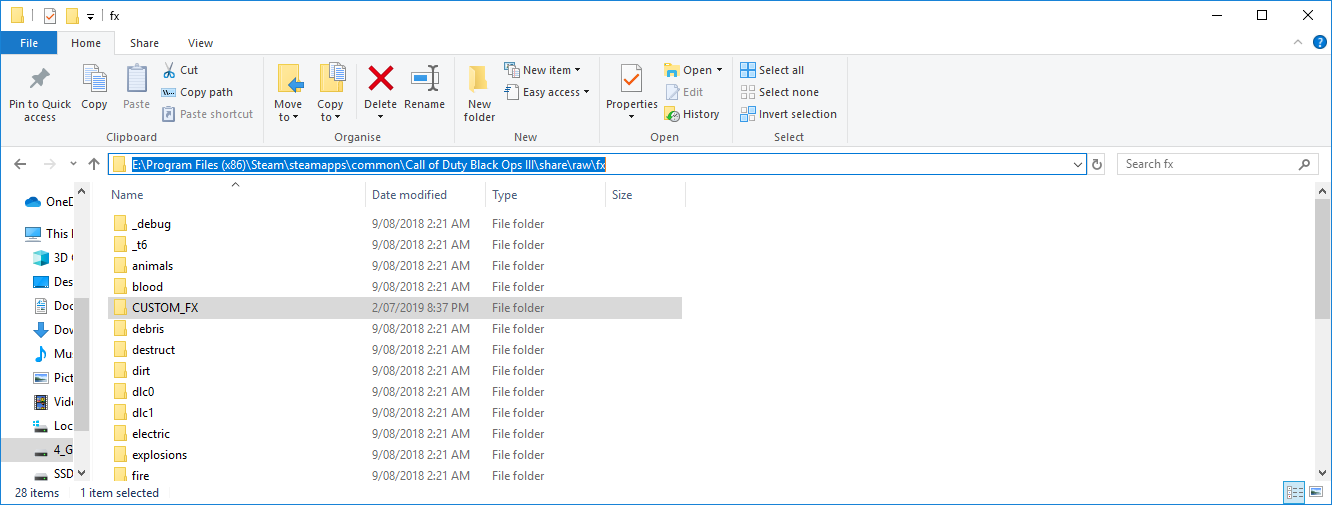 fx
File Home Share View
Pin to Quick access
Copy
Paste
Cut
Copy path
Paste shortcut
Clipboard
Move to
Copy to
Delete
Rename
Organise
New folder
New item
Easy access
New
Properties
Open
Edit
History
Open
Select all
Select none
Invert selection
Select
E:\Program Files (x86)\Steam\steamapps\common\Call of Duty Black Ops III\share\raw\fx
Search fx
OneD
This P
3D O
Des
Doc
Dow
Mus
Pict
Vide
Loc
4_G
SSD
Name Date modified Type Size
_debug 9/08/2018 2:21 AM File folder
_t6 9/08/2018 2:21 AM File folder
animals 9/08/2018 2:21 AM File folder
blood 9/08/2018 2:21 AM File folder
CUSTOM_FX 2/07/2019 8:37 PM File folder
debris 9/08/2018 2:21 AM File folder
destruct 9/08/2018 2:21 AM File folder
dirt 9/08/2018 2:21 AM File folder
dlc0 9/08/2018 2:21 AM File folder
dlc1 9/08/2018 2:21 AM File folder
electric 9/08/2018 2:21 AM File folder
explosions 9/08/2018 2:21 AM File folder
fire 9/08/2018 2:21 AM File folder
28 items 1 item selected